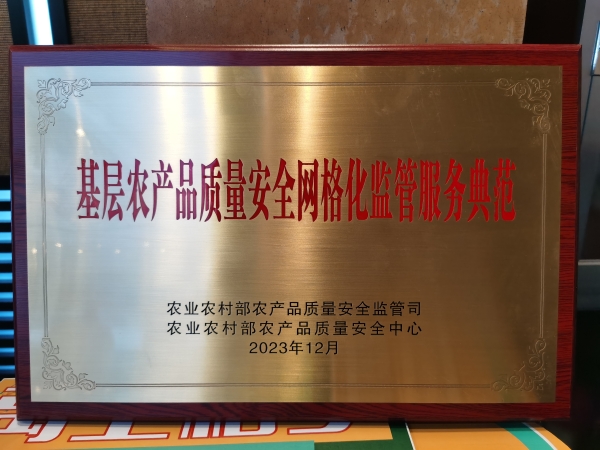 基层农产品质量安全网格化监管服务典范
农业农村部农产品质量安全监管司
农业农村部农产品质量安全中心
2023年12月